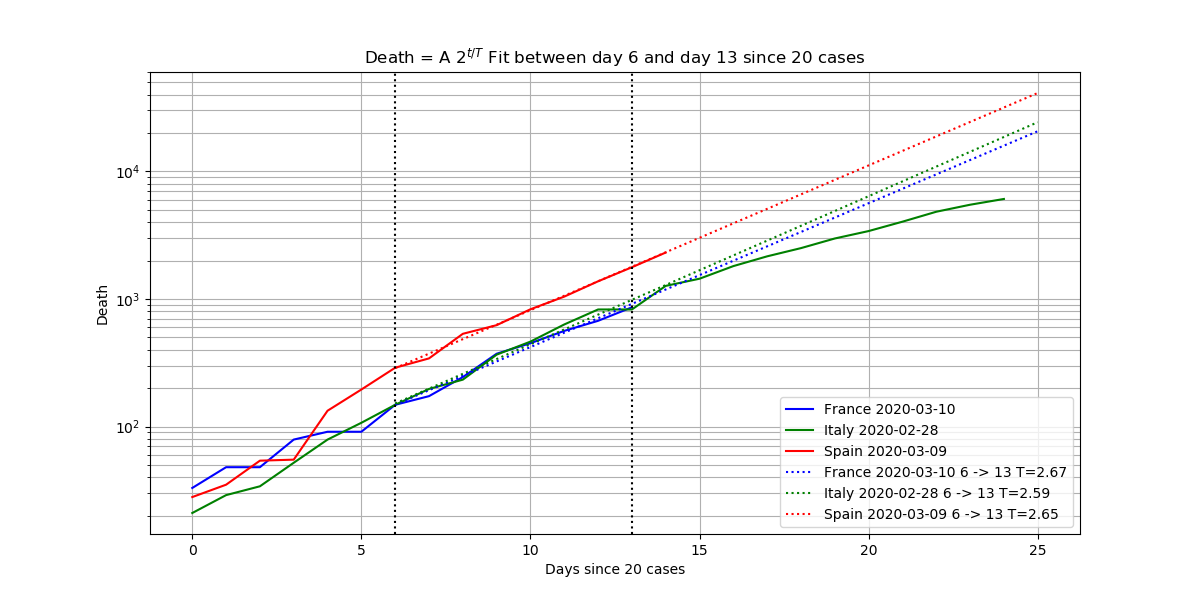 Death = A 2^{t/T} Fit between day 6 and day 13 since 20 cases
Death
10^4
10^3
10^2
France 2020-03-10
Italy 2020-02-28
Spain 2020-03-09
France 2020-03-10 6 -> 13 T=2.67
Italy 2020-02-28 6 -> 13 T=2.59
Spain 2020-03-09 6 -> 13 T=2.65
0 5 10 15 20 25
Days since 20 cases